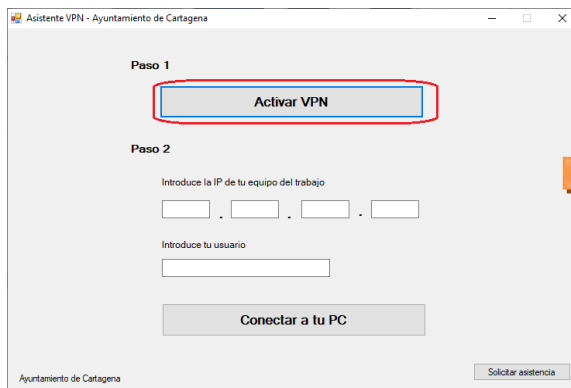 Asistente VPN - Ayuntamiento de Cartagena
Paso 1
Activar VPN
Paso 2
Introduce la IP de tu equipo del trabajo
. . .
Introduce tu usuario
Conectar a tu PC
Solicitar asistencia
Ayuntamiento de Cartagena